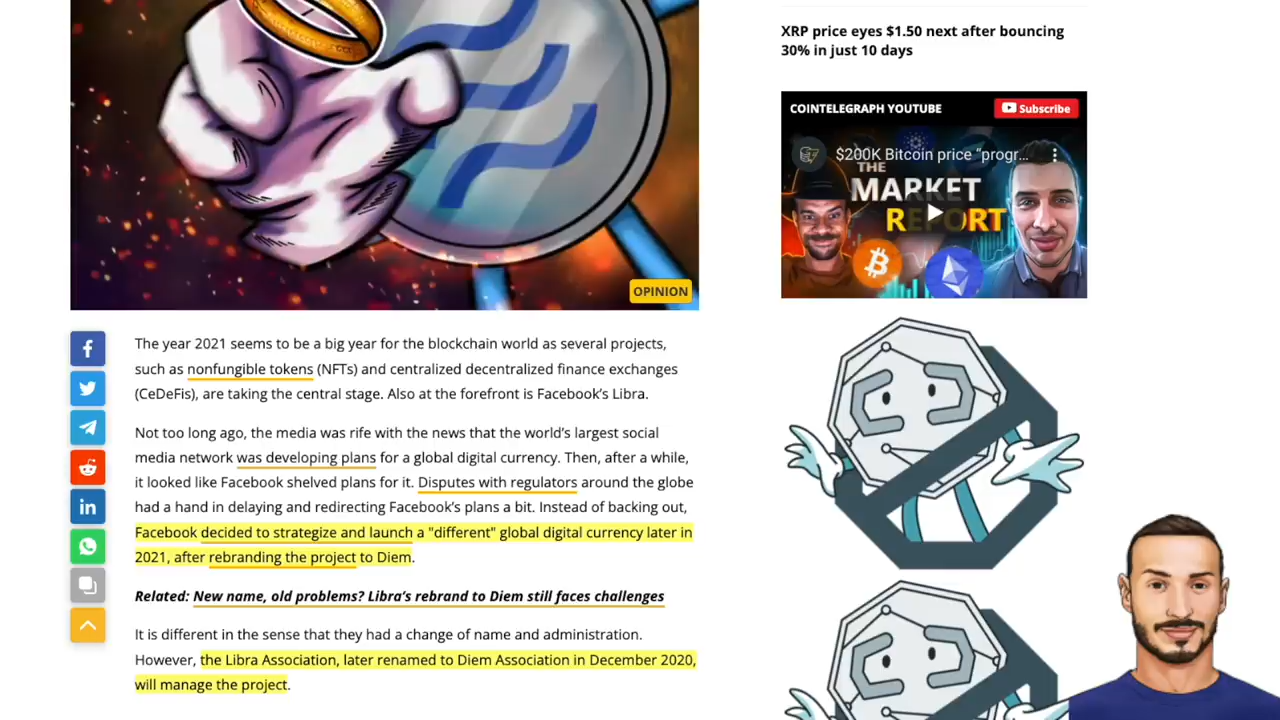 OPINION
The year 2021 seems to be a big year for the blockchain world as several projects,
such as nonfungible tokens (NFTs) and centralized decentralized finance exchanges
(CeDeFis), are taking the central stage. Also at the forefront is Facebook’s Libra.
Not too long ago, the media was rife with the news that the world’s largest social
media network was developing plans for a global digital currency. Then, after a while,
it looked like Facebook shelved plans for it. Disputes with regulators around the globe
had a hand in delaying and redirecting Facebook’s plans a bit. Instead of backing out,
Facebook decided to strategize and launch a "different" global digital currency later in
2021, after rebranding the project to Diem.
Related: New name, old problems? Libra’s rebrand to Diem still faces challenges
It is different in the sense that they had a change of name and administration.
However, the Libra Association, later renamed to Diem Association in December 2020,
will manage the project.
XRP price eyes $1.50 next after bouncing
30% in just 10 days
COINTELEGRAPH YOUTUBE
Subscribe
$200K Bitcoin price “progr...
THE
MARKET
REPORT